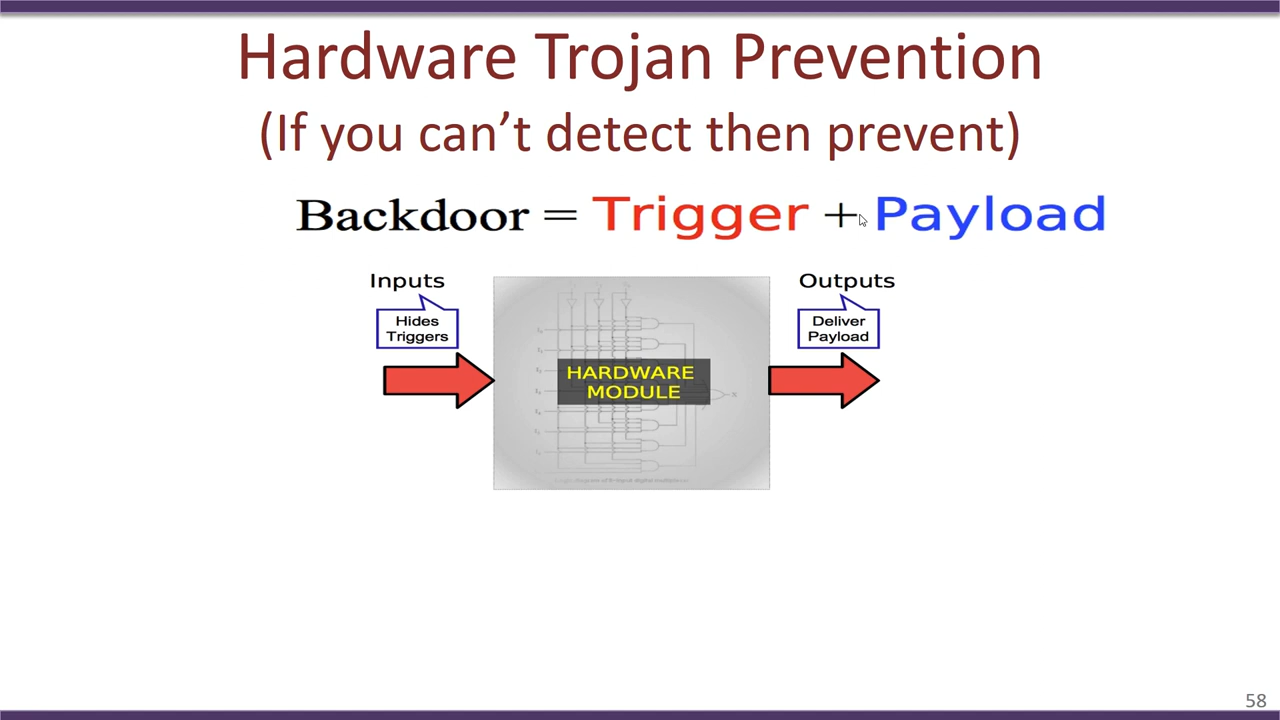 Hardware Trojan Prevention
(If you can’t detect then prevent)
Backdoor = Trigger + Payload
Inputs
Outputs
Hides
Triggers
Deliver
Payload
HARDWARE
MODULE
58